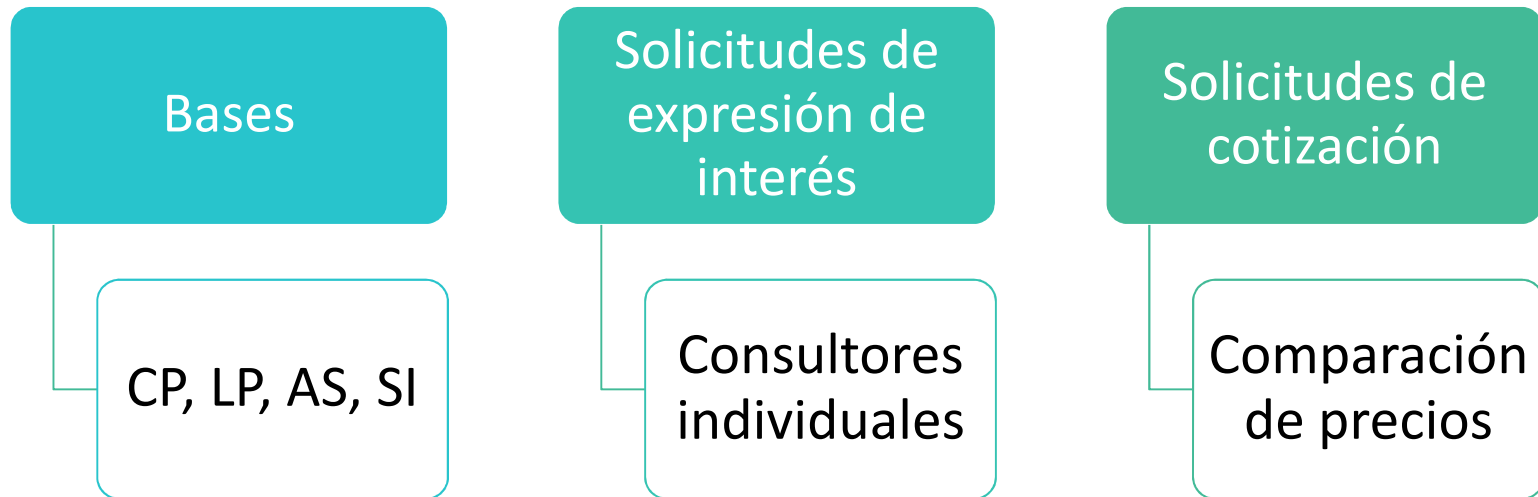 Bases
CP, LP, AS, SI
Solicitudes de
expresión de
interés
Consultores
individuales
Solicitudes de
cotización
Comparación
de precios